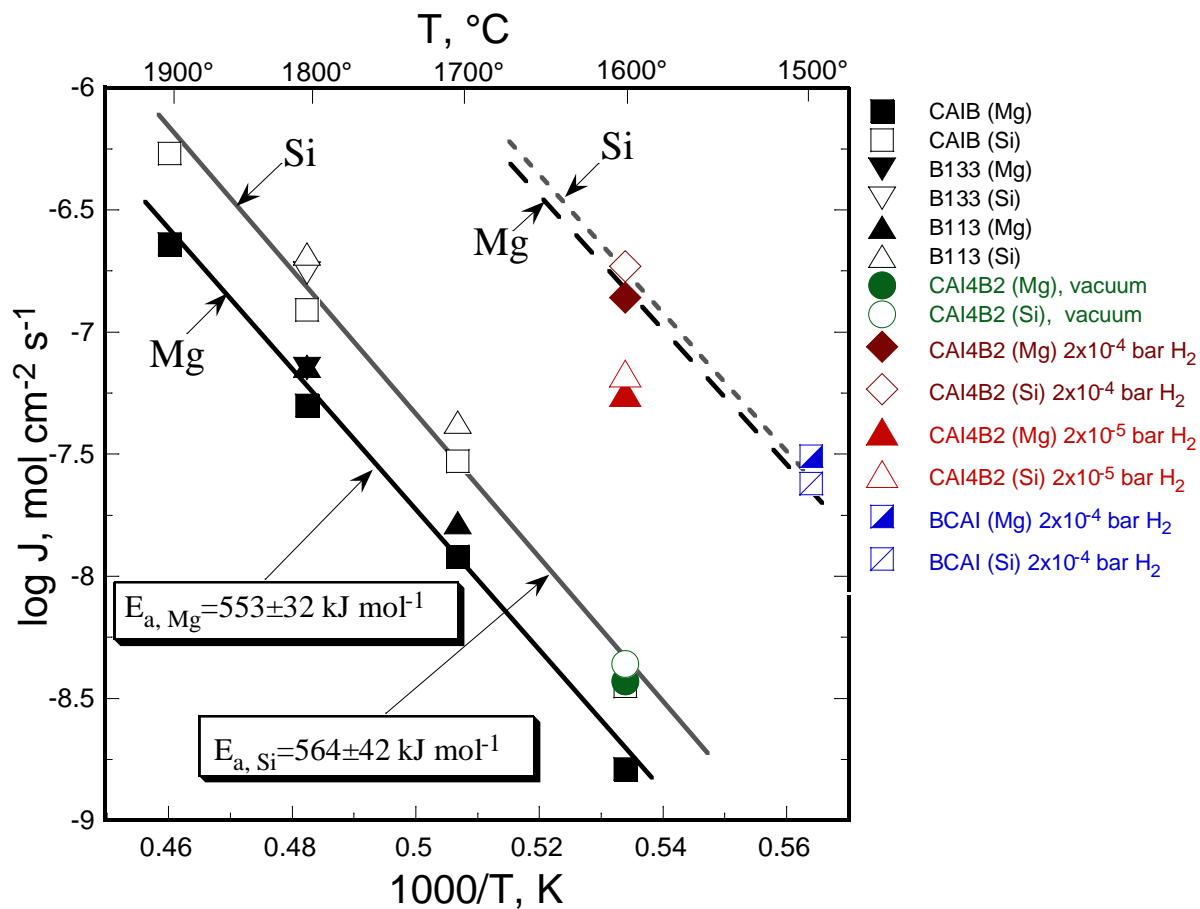 T, °C
1900° 1800° 1700° 1600° 1500°
-6
-6.5
-7
-7.5
-8
-8.5
-9
log J, mol cm-2 s-1
Si
Mg
Si
Mg
Ea, Mg=553±32 kJ mol-1
Ea, Si=564±42 kJ mol-1
0.46 0.48 0.5 0.52 0.54 0.56
1000/T, K
CAIB (Mg)
CAIB (Si)
B133 (Mg)
B133 (Si)
B113 (Mg)
B113 (Si)
CAI4B2 (Mg), vacuum
CAI4B2 (Si), vacuum
CAI4B2 (Mg) 2x10-4 bar H2
CAI4B2 (Si) 2x10-4 bar H2
CAI4B2 (Mg) 2x10-5 bar H2
CAI4B2 (Si) 2x10-5 bar H2
BCAI (Mg) 2x10-4 bar H2
BCAI (Si) 2x10-4 bar H2